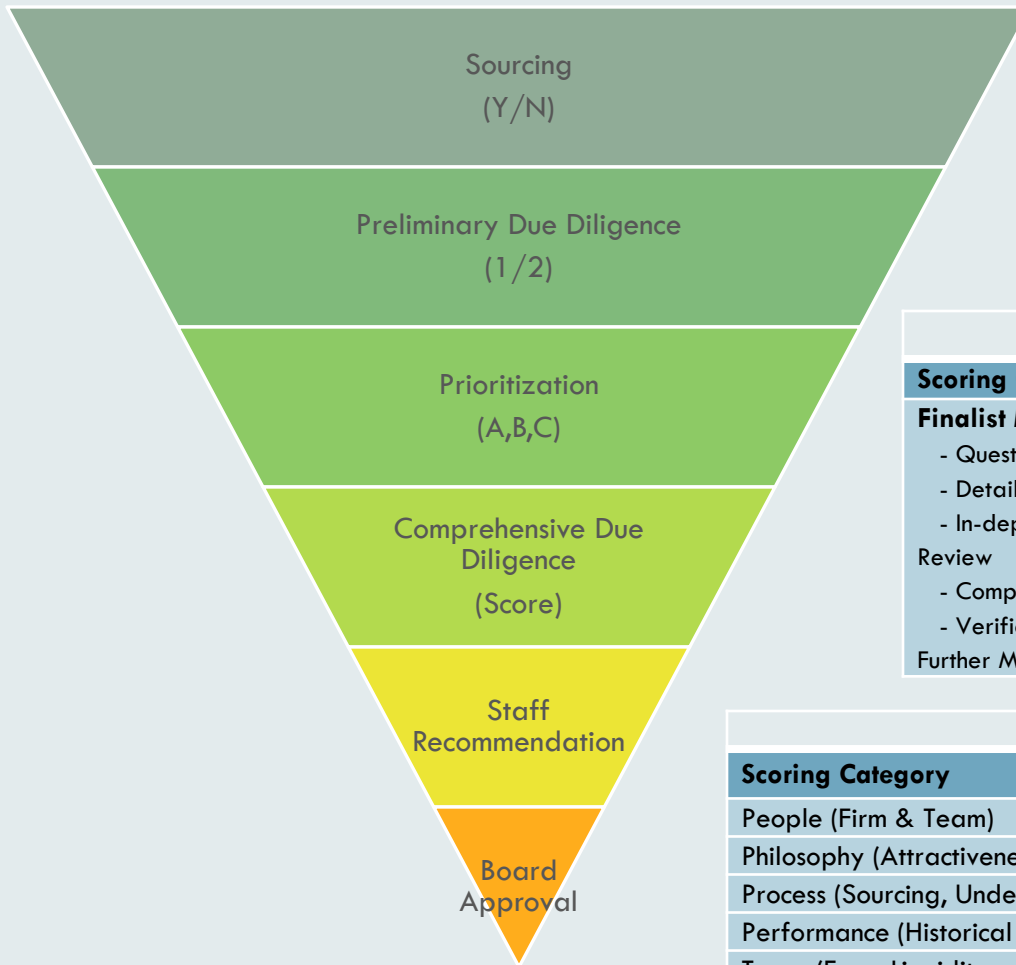 Sourcing
(Y/N)
Preliminary Due Diligence
(1/2)
Prioritization
(A,B,C)
Comprehensive Due
Diligence
(Score)
Staff
Recommendation
Board
Approval
Scoring
Finalist
- Quest
- Detail
- In-dep
Review
- Comp
- Verifi
Further M
Scoring Category
People (Firm & Team)
Philosophy (Attractivene
Process (Sourcing, Unde
Performance (Historical